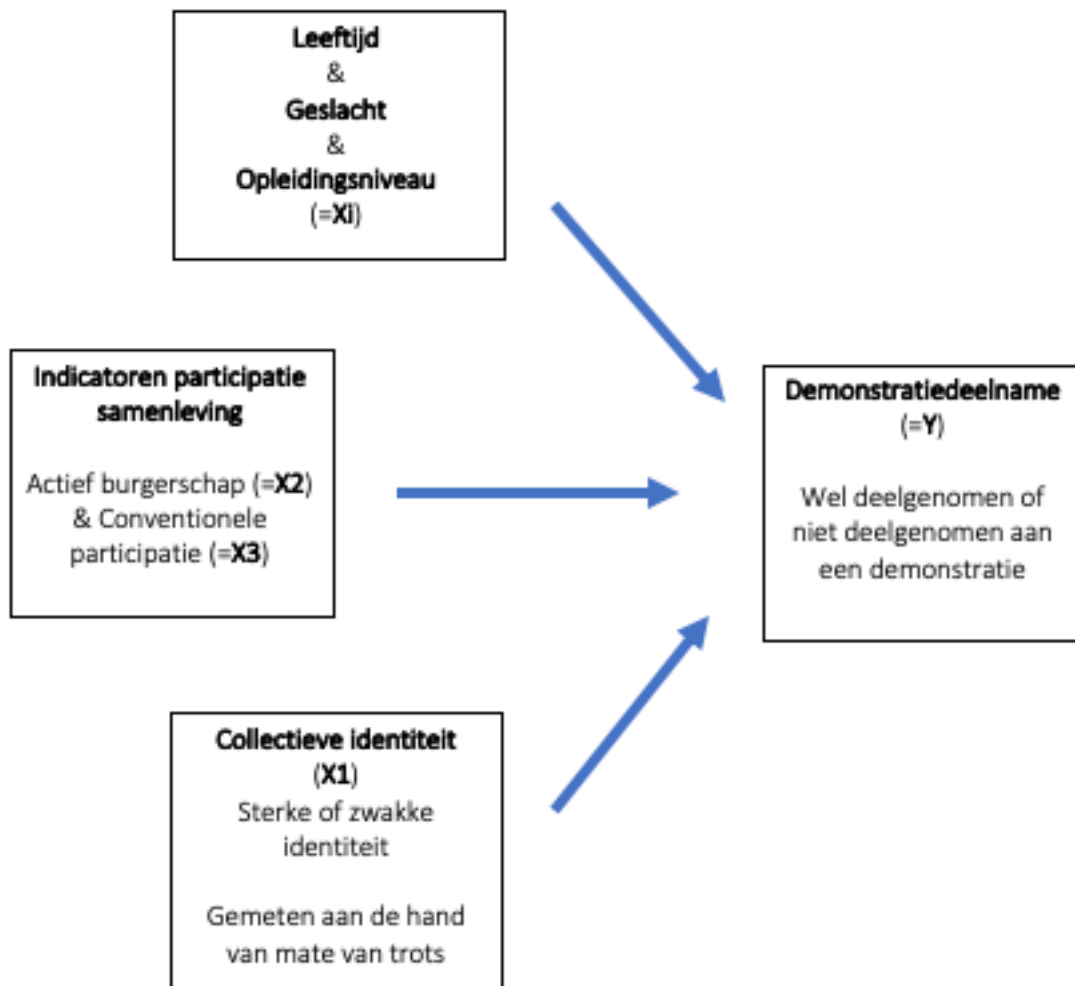 Leeftijd
&
Geslacht
&
Opleidingsniveau
(=Xi)
Indicatoren participatie
samenleving
Actief burgerschap (=X2)
& Conventionele
participatie (=X3)
Demonstratiedeelname
(=Y)
Wel deelgenomen of
niet deelgenomen aan
een demonstratie
Collectieve identiteit
(X1)
Sterke of zwakke
identiteit
Gemeten aan de hand
van mate van trots